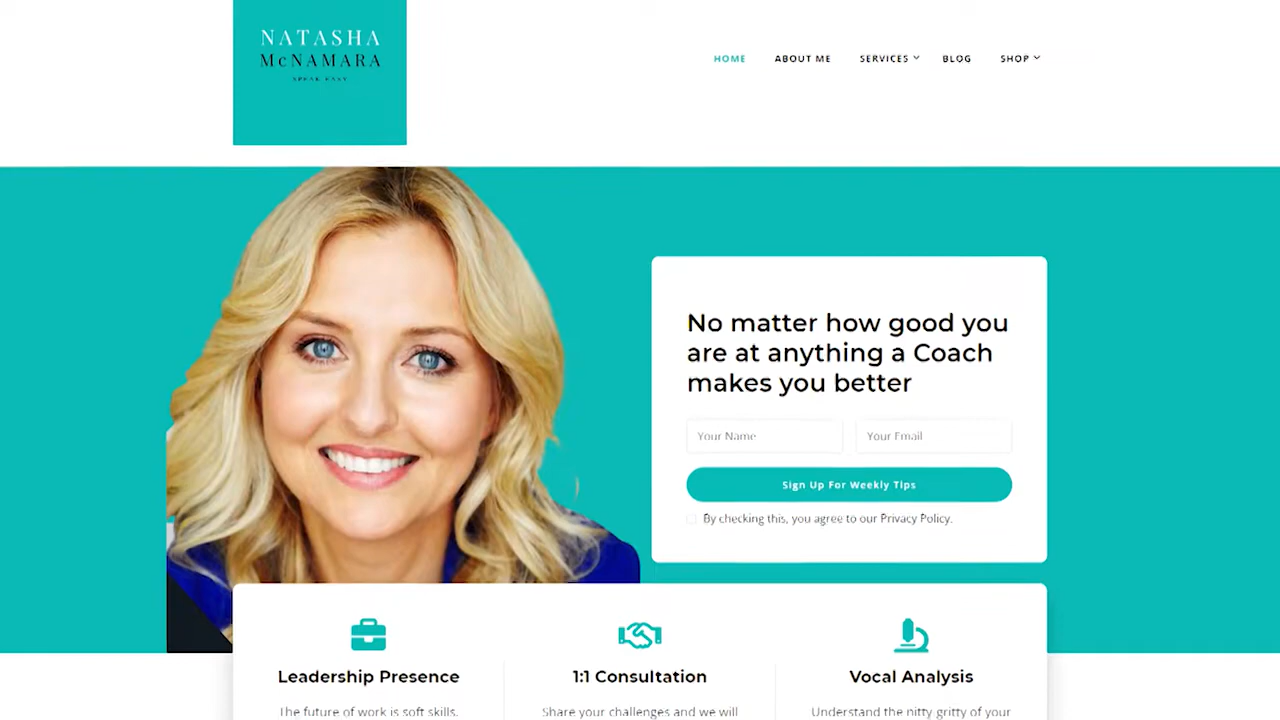 NATASHA
McNAMARA
SPEAK EASY
HOME
ABOUT ME
SERVICES
BLOG
SHOP
No matter how good you
are at anything a Coach
makes you better
Your Name
Your Email
Sign Up For Weekly Tips
By checking this, you agree to our Privacy Policy.
Leadership Presence
1:1 Consultation
Vocal Analysis
The future of work is soft skills.
Share your challenges and we will
Understand the nitty gritty of your